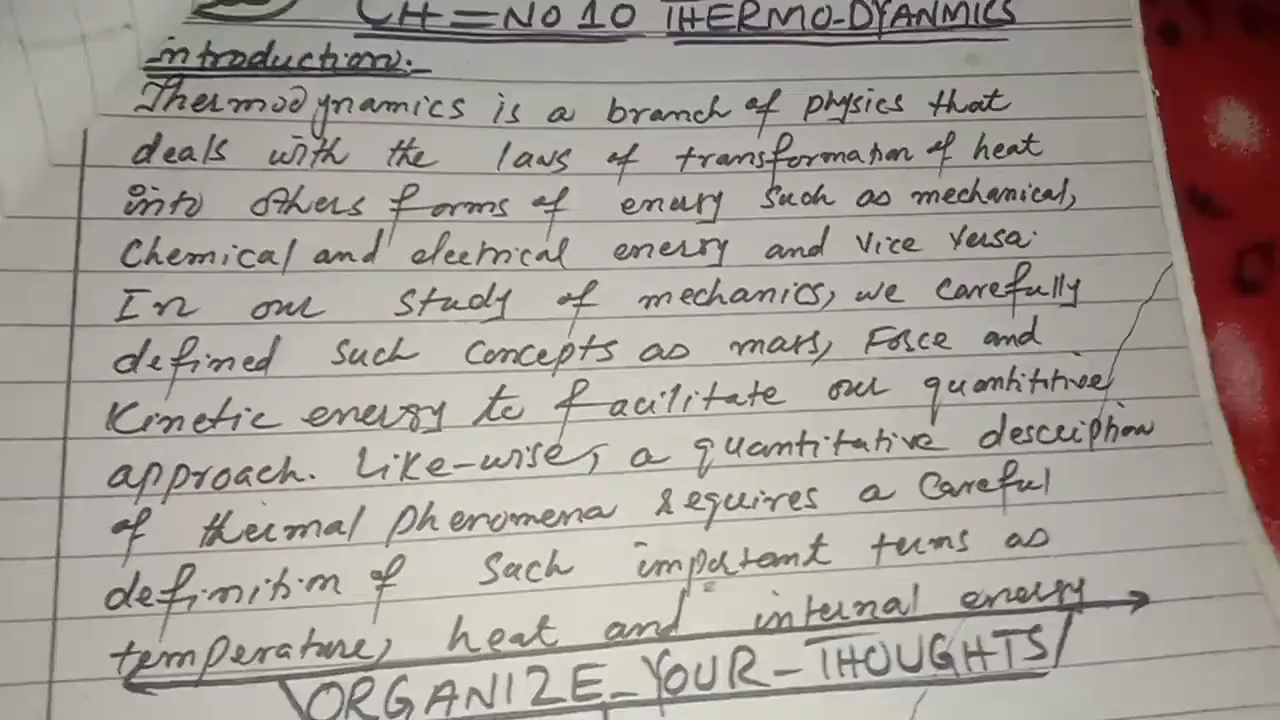 CH=NO 10 THERMO-DYANMICS
introduction:-
Thermodynamics is a branch of physics that
deals with the laws of transformation of heat
into others forms of energy such as mechanical,
Chemical and electrical energy and vice versa.
In our study of mechanics, we carefully
defined such concepts as mass, Force and
Kinetic energy to facilitate our quantititive
approach. Like-wise, a quantitative description
of thermal phenomena requires a careful
definition of such important terms as
temperature, heat and internal energy
ORGANIZE-YOUR-THOUGHTS